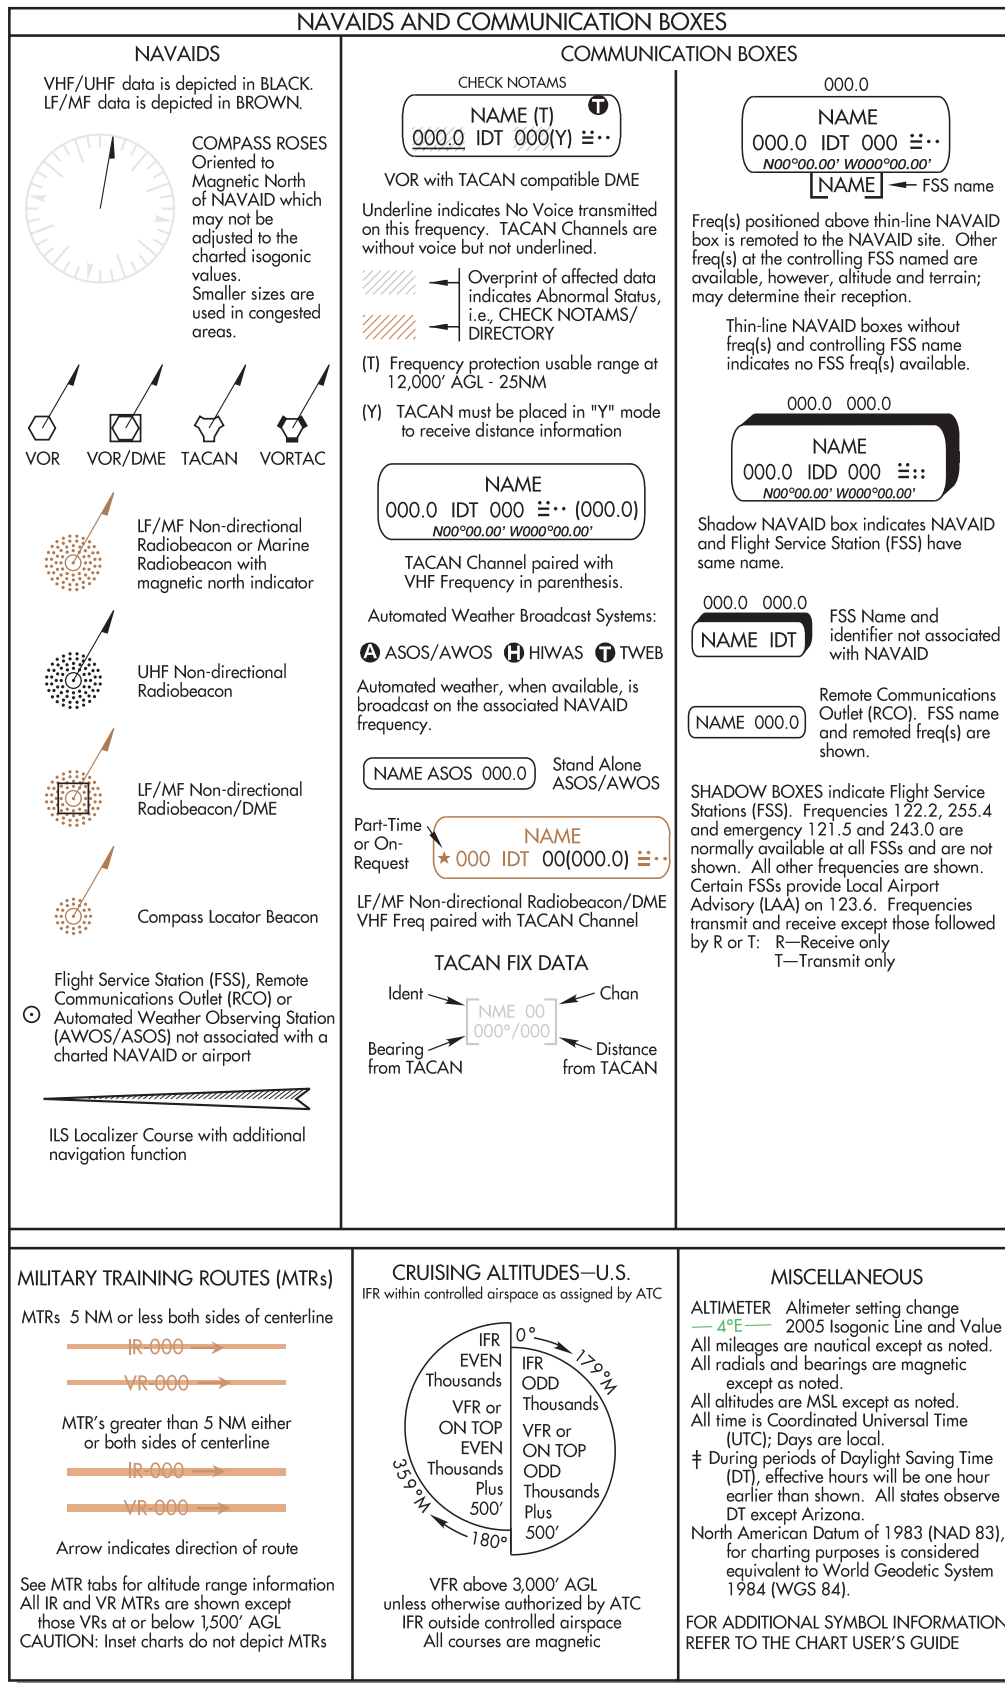 NAVAIDS AND COMMUNICATION BOXES
NAVAIDS
VHF/UHF data is depicted in BLACK.
LF/MF data is depicted in BROWN.
COMPASS ROSES
Oriented to
Magnetic North
of NAVAID which
may not be
adjusted to the
charted isogonic
values.
Smaller sizes are
used in congested
areas.
VOR VOR/DME TACAN VORTAC
LF/MF Non-directional
Radiobeacon or Marine
Radiobeacon with
magnetic north indicator
UHF Non-directional
Radiobeacon
LF/MF Non-directional
Radiobeacon/DME
Compass Locator Beacon
Flight Service Station (FSS), Remote
Communications Outlet (RCO) or
Automated Weather Observing Station
(AWOS/ASOS) not associated with a
charted NAVAID or airport
ILS Localizer Course with additional
navigation function
COMMUNICATION BOXES
CHECK NOTAMS
T
NAME (T)
000.0 IDT 000(Y)
VOR with TACAN compatible DME
Underline indicates No Voice transmitted
on this frequency. TACAN Channels are
without voice but not underlined.
Overprint of affected data
indicates Abnormal Status,
i.e., CHECK NOTAMS/
DIRECTORY
(T) Frequency protection usable range at
12,000' AGL - 25NM
(Y) TACAN must be placed in "Y" mode
to receive distance information
NAME
000.0 IDT 000 (000.0)
N00°00.00' W000°00.00'
TACAN Channel paired with
VHF Frequency in parenthesis.
Automated Weather Broadcast Systems:
A ASOS/AWOS H HIWAS T TWEB
Automated weather, when available, is
broadcast on the associated NAVAID
frequency.
NAME ASOS 000.0
Stand Alone
ASOS/AWOS
Part-Time
or On-
Request
NAME
★ 000 IDT 00(000.0)
LF/MF Non-directional Radiobeacon/DME
VHF Freq paired with TACAN Channel
TACAN FIX DATA
Ident
Chan
NME 00
000°/000
Bearing
from TACAN
Distance
from TACAN
000.0
NAME
000.0 IDT 000
N00°00.00' W000°00.00'
NAME
FSS name
Freq(s) positioned above thin-line NAVAID
box is remoted to the NAVAID site. Other
freq(s) at the controlling FSS named are
available, however, altitude and terrain;
may determine their reception.
Thin-line NAVAID boxes without
freq(s) and controlling FSS name
indicates no FSS freq(s) available.
000.0 000.0
NAME
000.0 IDD 000
N00°00.00' W000°00.00'
Shadow NAVAID box indicates NAVAID
and Flight Service Station (FSS) have
same name.
000.0 000.0
NAME IDT
FSS Name and
identifier not associated
with NAVAID
NAME 000.0
Remote Communications
Outlet (RCO). FSS name
and remoted freq(s) are
shown.
SHADOW BOXES indicate Flight Service
Stations (FSS). Frequencies 122.2, 255.4
and emergency 121.5 and 243.0 are
normally available at all FSSs and are not
shown. All other frequencies are shown.
Certain FSSs provide Local Airport
Advisory (LAA) on 123.6. Frequencies
transmit and receive except those followed
by R or T: R—Receive only
T—Transmit only
MILITARY TRAINING ROUTES (MTRs)
MTRs 5 NM or less both sides of centerline
IR-000
VR-000
MTR's greater than 5 NM either
or both sides of centerline
IR-000
VR-000
Arrow indicates direction of route
See MTR tabs for altitude range information
All IR and VR MTRs are shown except
those VRs at or below 1,500' AGL
CAUTION: Inset charts do not depict MTRs
CRUISING ALTITUDES—U.S.
IFR within controlled airspace as assigned by ATC
0°
179°M
180°
359°M
IFR
EVEN
Thousands
VFR or
ON TOP
EVEN
Thousands
Plus
500'
IFR
ODD
Thousands
VFR or
ON TOP
ODD
Thousands
Plus
500'
VFR above 3,000' AGL
unless otherwise authorized by ATC
IFR outside controlled airspace
All courses are magnetic
MISCELLANEOUS
ALTIMETER Altimeter setting change
4°E 2005 Isogonic Line and Value
All mileages are nautical except as noted.
All radials and bearings are magnetic
except as noted.
All altitudes are MSL except as noted.
All time is Coordinated Universal Time
(UTC); Days are local.
‡ During periods of Daylight Saving Time
(DT), effective hours will be one hour
earlier than shown. All states observe
DT except Arizona.
North American Datum of 1983 (NAD 83),
for charting purposes is considered
equivalent to World Geodetic System
1984 (WGS 84).
FOR ADDITIONAL SYMBOL INFORMATION
REFER TO THE CHART USER'S GUIDE